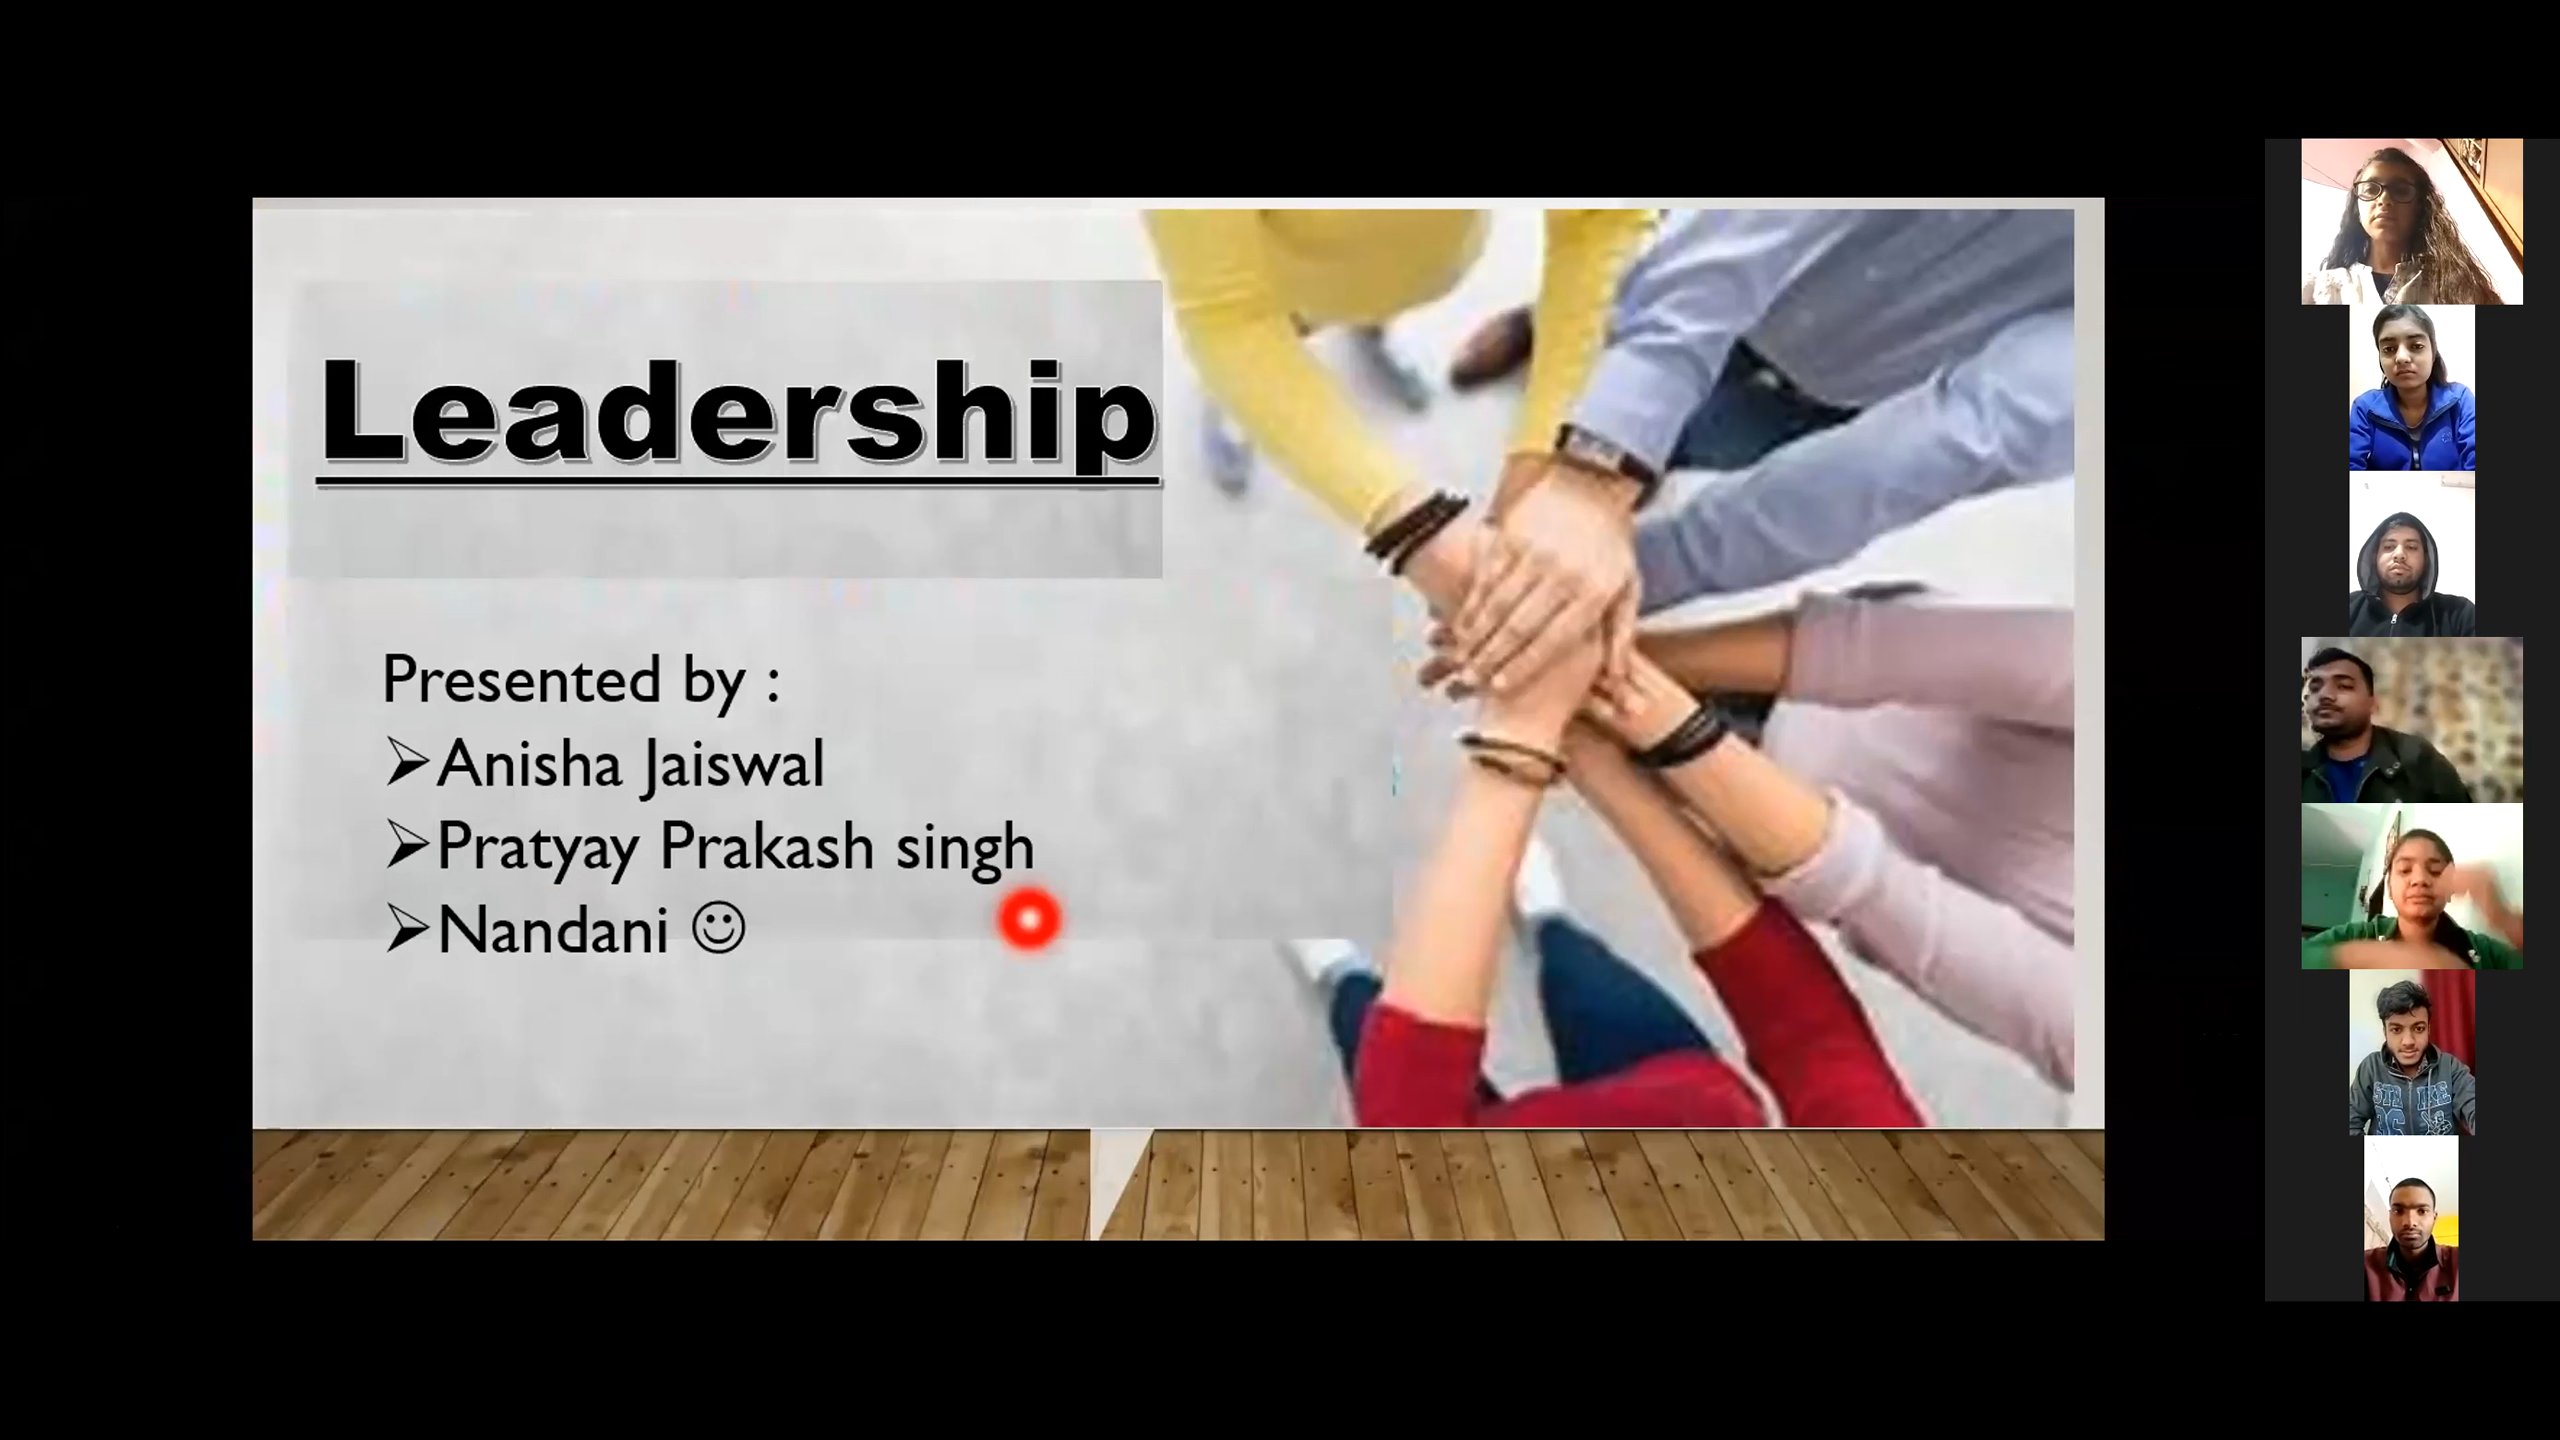 Leadership
Presented by :
➢Anisha Jaiswal
➢Pratyay Prakash singh
➢Nandani ☺